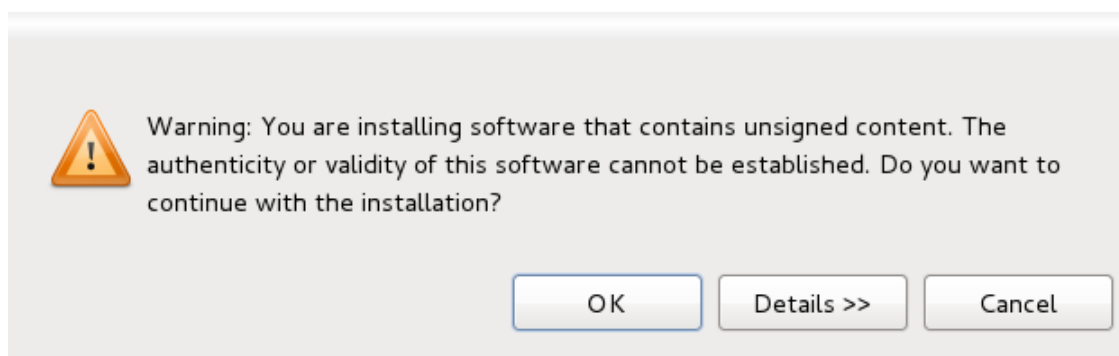 Warning: You are installing software that contains unsigned content. The
authenticity or validity of this software cannot be established. Do you want to
continue with the installation?
OK
Details >>
Cancel